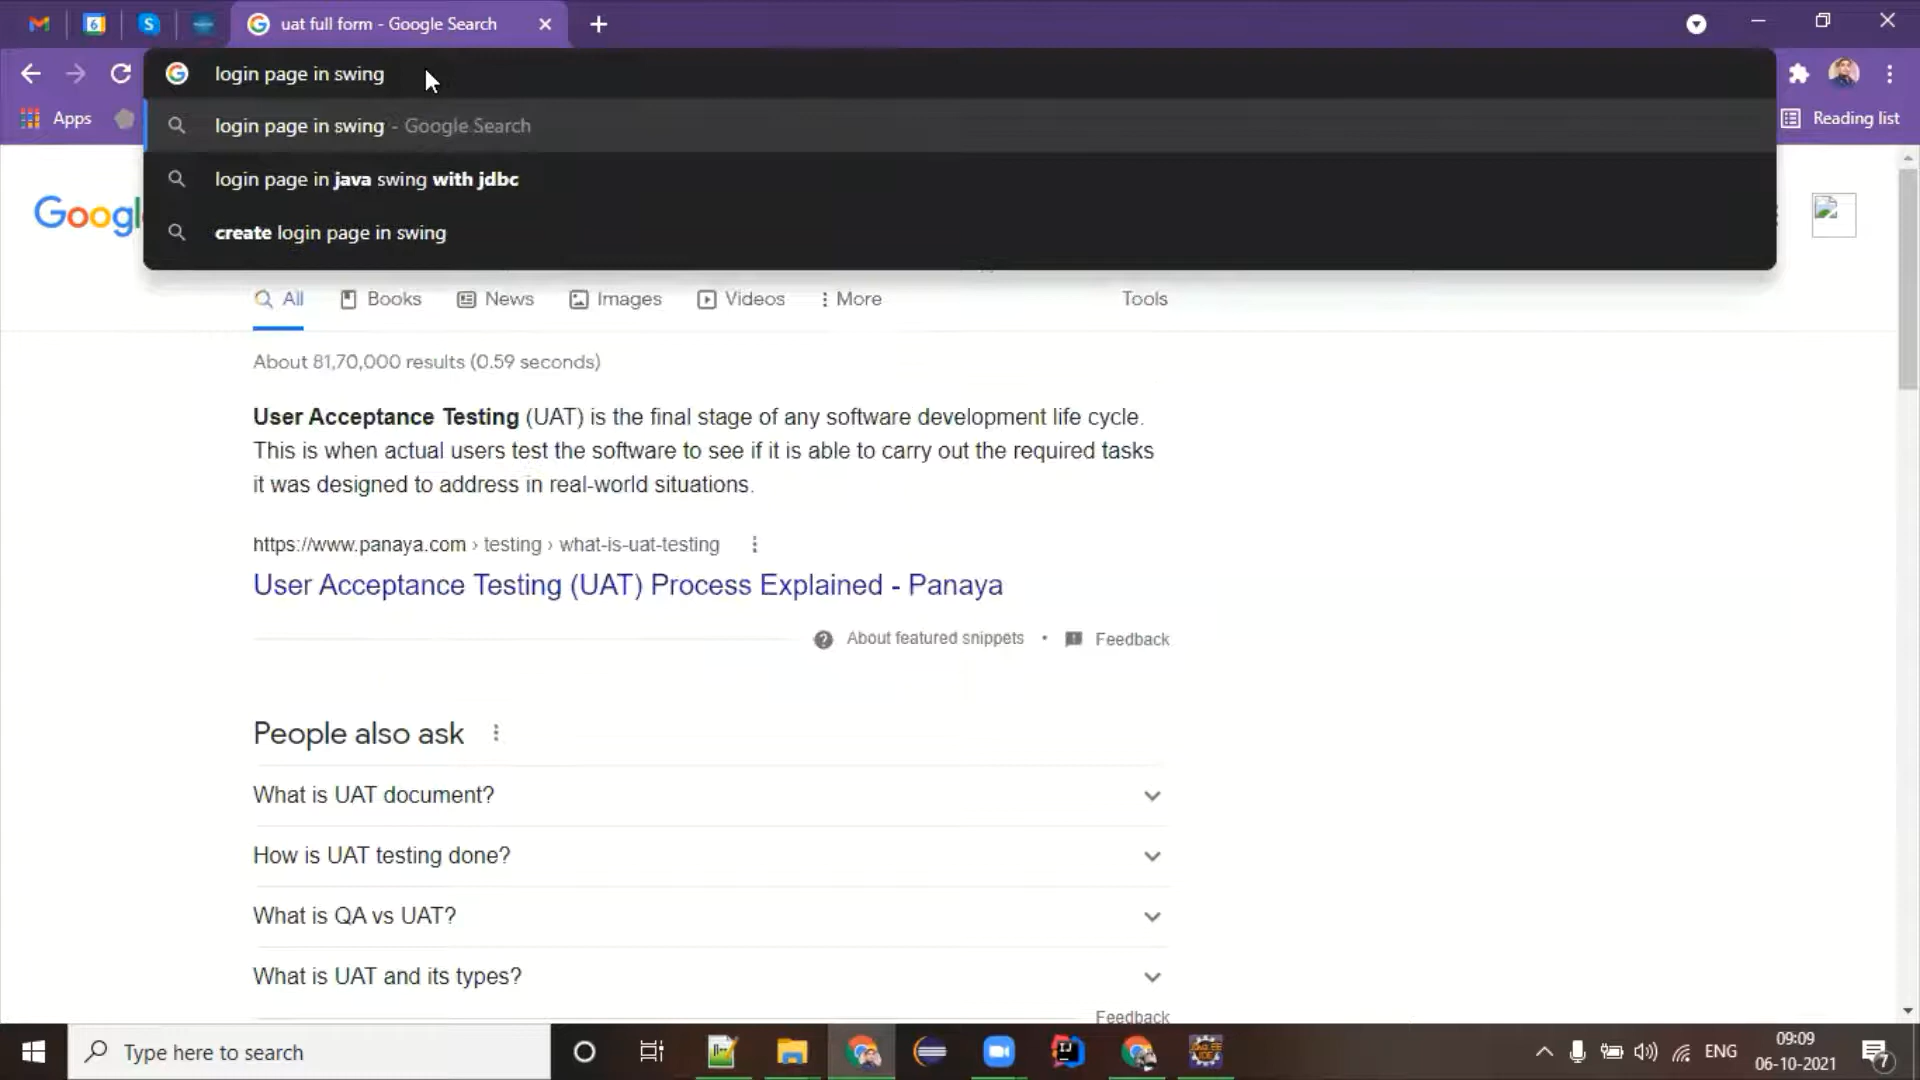 uat full form - Google Search
login page in swing
Apps
Reading list
login page in swing - Google Search
login page in java swing with jdbc
create login page in swing
Googl
All
Books
News
Images
Videos
More
Tools
About 81,70,000 results (0.59 seconds)
User Acceptance Testing (UAT) is the final stage of any software development life cycle.
This is when actual users test the software to see if it is able to carry out the required tasks
it was designed to address in real-world situations.
https://www.panaya.com › testing › what-is-uat-testing
User Acceptance Testing (UAT) Process Explained - Panaya
About featured snippets • Feedback
People also ask
What is UAT document?
How is UAT testing done?
What is QA vs UAT?
What is UAT and its types?
Feedback
Type here to search
ENG
09:09
06-10-2021
7